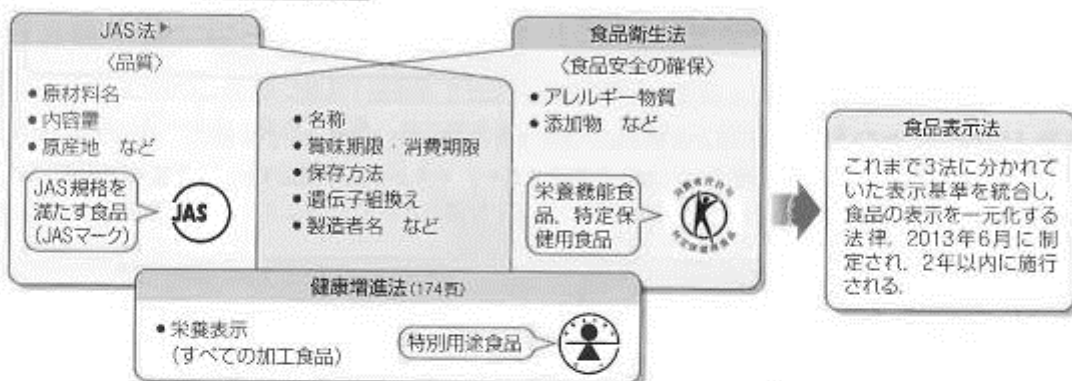 JAS法▶
〈品質〉
• 原材料名
• 内容量
• 原産地 など
JAS規格を
満たす食品
(JASマーク)
JAS
• 名称
• 賞味期限・消費期限
• 保存方法
• 遺伝子組換え
• 製造者名 など
食品衛生法
〈食品安全の確保〉
• アレルギー物質
• 添加物 など
栄養機能食
品、特定保
健用食品
健康増進法(174頁)
• 栄養表示
(すべての加工食品)
特別用途食品
食品表示法
これまで3法に分かれて
いた表示基準を統合し,
食品の表示を一元化する
法律。2013年6月に制
定され,2年以内に施行
される。